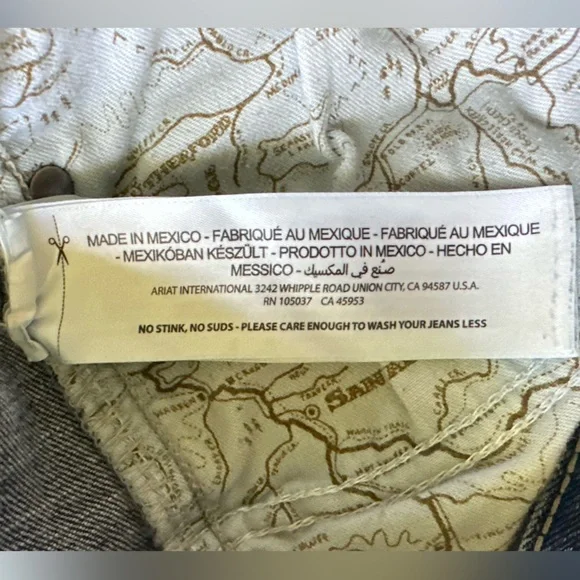 MADE IN MEXICO - FABRIQUÉ AU MEXIQUE - FABRIQUÉ AU MEXIQUE
- MEXIKÓBAN KÉSZÜLT - PRODOTTO IN MEXICO - HECHO EN
MESSICO - صُنع في المكسيك
ARIAT INTERNATIONAL 3242 WHIPPLE ROAD UNION CITY, CA 94587 U.S.A.
RN 105037 CA 45953
NO STINK, NO SUDS - PLEASE CARE ENOUGH TO WASH YOUR JEANS LESS